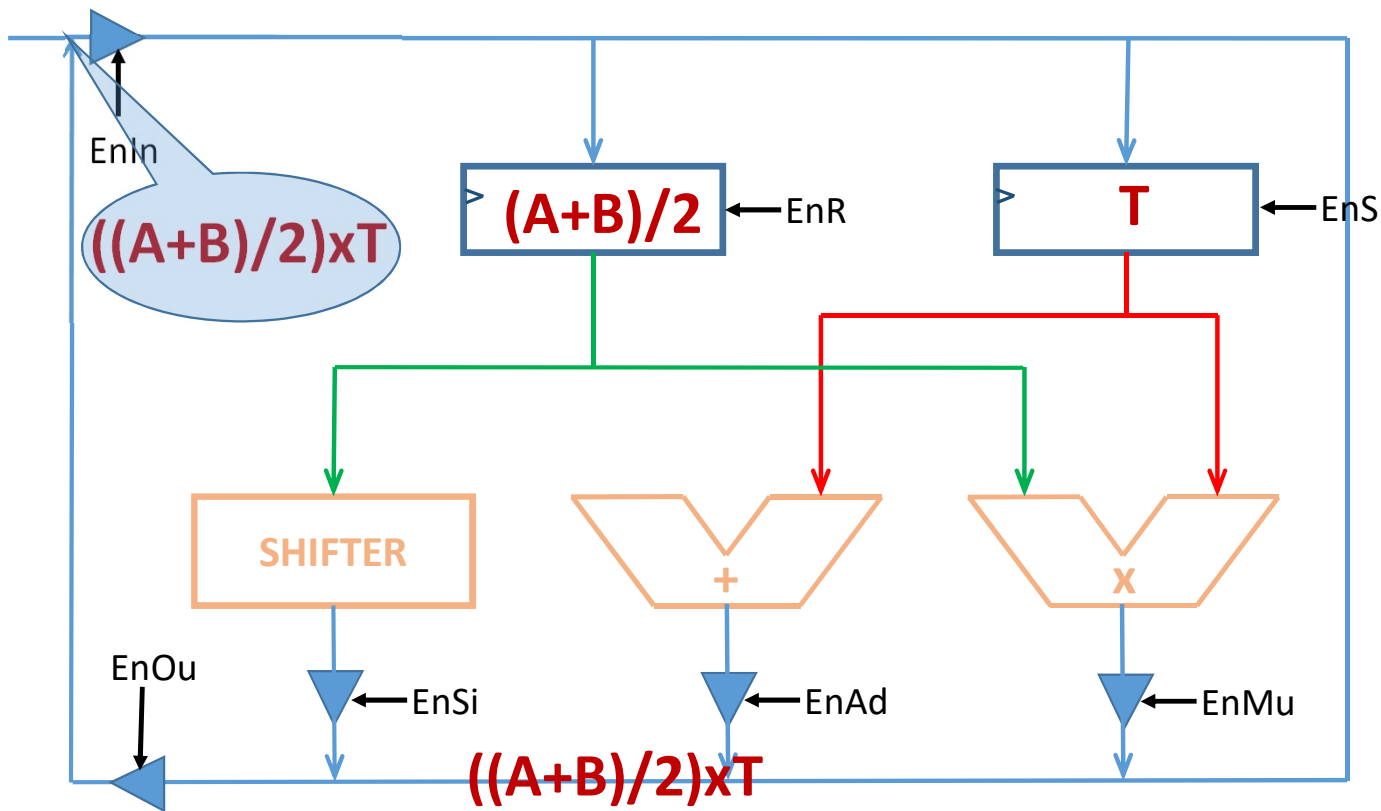 EnIn
((A+B)/2)xT
> (A+B)/2
EnR
> T
EnS
SHIFTER
+
x
EnOu
EnSi
EnAd
EnMu
((A+B)/2)xT